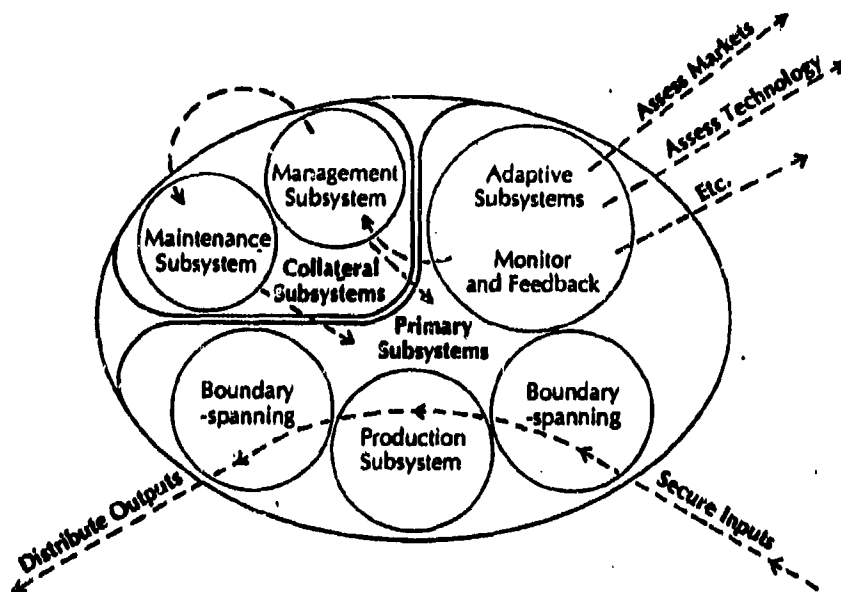 Assess Markets
Assess Technology
Etc.
Management
Subsystem
Adaptive
Subsystems
Maintenance
Subsystem
Monitor
and Feedback
Collateral
Subsystems
Primary
Subsystems
Boundary
-spanning
Production
Subsystem
Boundary
-spanning
Distribute Outputs
Secure Inputs